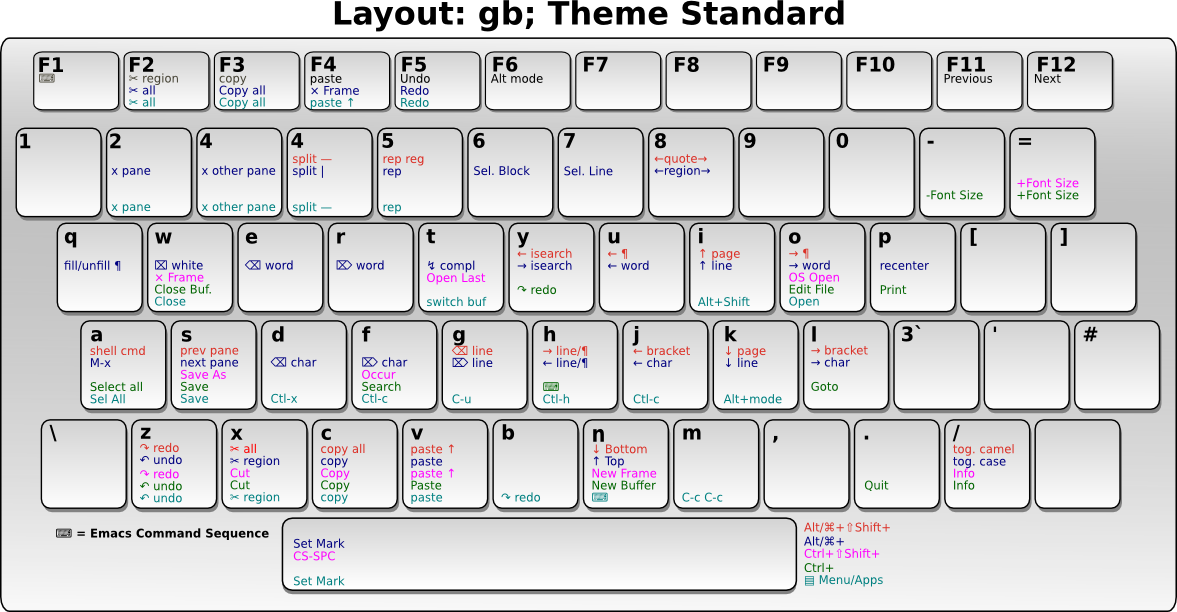 Layout: gb; Theme Standard
F1
⌨
F2
✂ region
✂ all
✂ all
F3
copy
Copy all
Copy all
F4
paste
× Frame
paste ↑
F5
Undo
Redo
Redo
F6
Alt mode
F7
F8
F9
F10
F11
Previous
F12
Next
1
2
x pane
x pane
4
x other pane
x other pane
4
split —
split |
split —
5
rep reg
rep
rep
6
Sel. Block
7
Sel. Line
8
←quote→
←region→
9
0
-
-Font Size
=
+Font Size
+Font Size
q
fill/unfill ¶
w
⌧ white
× Frame
Close Buf.
Close
e
⌫ word
r
⌦ word
t
↯ compl
Open Last
switch buf
y
← isearch
→ isearch
↷ redo
u
← ¶
← word
i
↑ page
↑ line
Alt+Shift
o
→ ¶
→ word
OS Open
Edit File
Open
p
recenter
Print
[
]
a
shell cmd
M-x
Select all
Sel All
s
prev pane
next pane
Save As
Save
Save
d
⌫ char
Ctl-x
f
⌦ char
Occur
Search
Ctl-c
g
⌫ line
⌦ line
C-u
h
→ line/¶
← line/¶
⌨
Ctl-h
j
← bracket
← char
Ctl-c
k
↓ page
↓ line
Alt+mode
l
→ bracket
→ char
Goto
3`
'
#
\
z
↷ redo
↶ undo
↷ redo
↶ undo
↶ undo
x
✂ all
✂ region
Cut
Cut
✂ region
c
copy all
copy
Copy
Copy
copy
v
paste ↑
paste
paste ↑
Paste
paste
b
↷ redo
n
↓ Bottom
↑ Top
New Frame
New Buffer
⌨
m
C-c C-c
,
.
Quit
/
tog. camel
tog. case
Info
Info
⌨ = Emacs Command Sequence
Set Mark
CS-SPC
Set Mark
Alt/⌘+⇧Shift+
Alt/⌘+
Ctrl+⇧Shift+
Ctrl+
▤ Menu/Apps